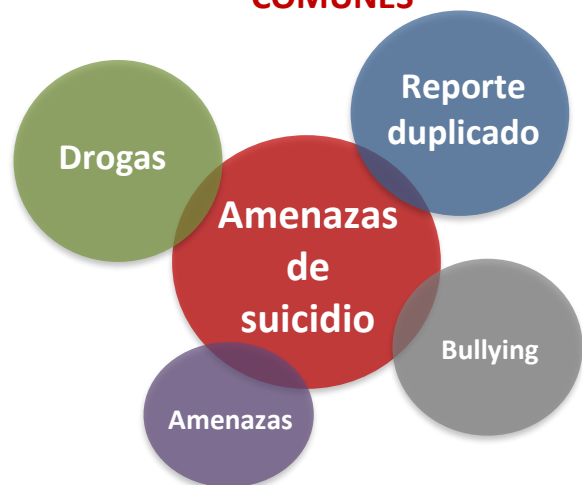 COMUNES
Reporte
duplicado
Drogas
Amenazas
de
suicidio
Bullying
Amenazas